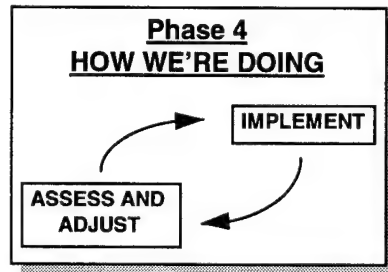 Phase 4
HOW WE'RE DOING
IMPLEMENT
ASSESS AND
ADJUST